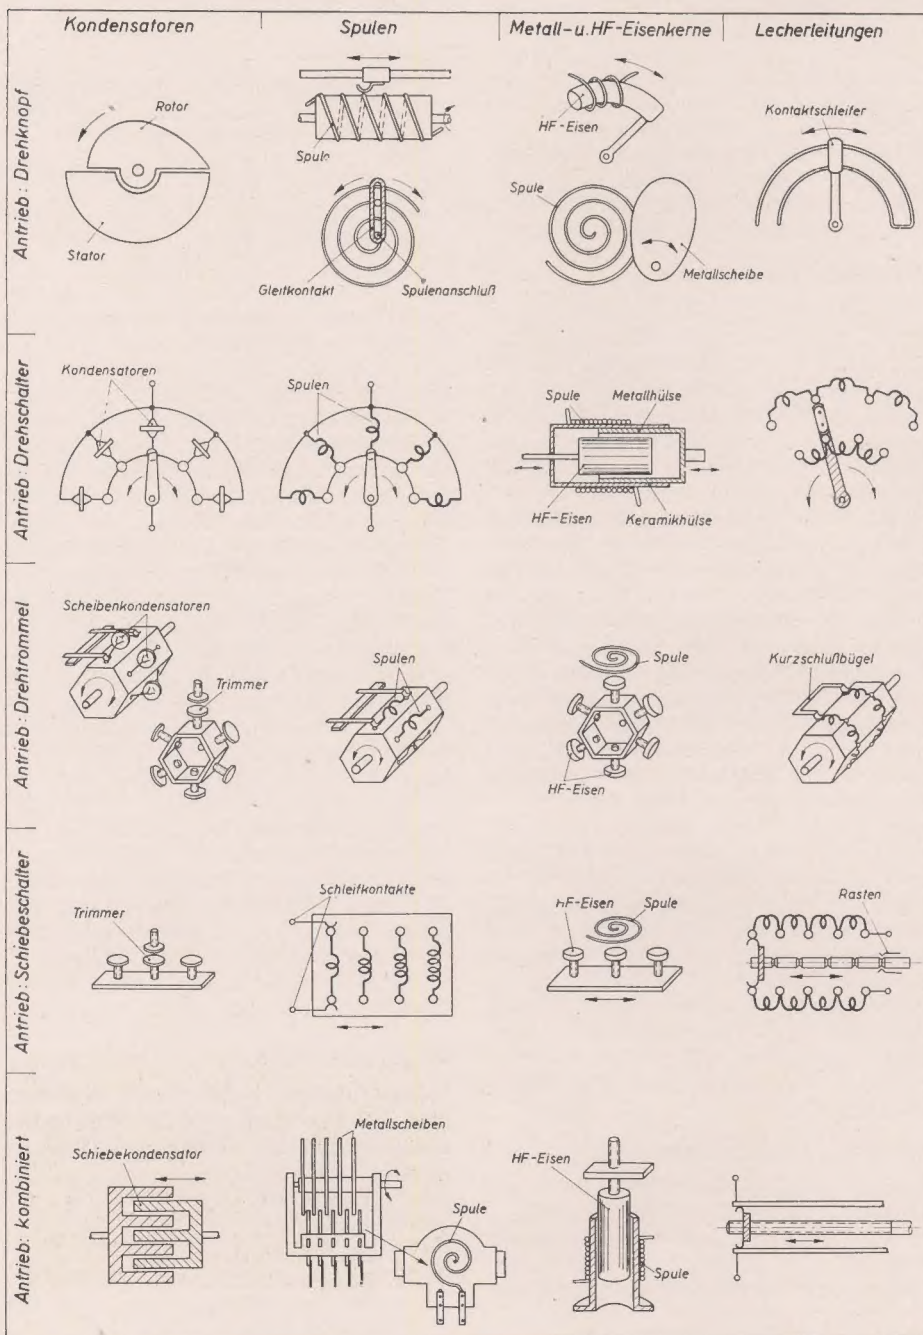 Kondensatoren
Spulen
Metall- u. HF-Eisenkerne
Lecherleitungen
Antrieb: Drehknopf
Rotor
Stator
Spule
Gleitkontakt
Spulenanschluß
HF-Eisen
Spule
Metallscheibe
Kontaktschleifer
Antrieb: Drehschalter
Kondensatoren
Spulen
Spule
Metallhülse
HF-Eisen
Keramikhülse
Antrieb: Drehtrommel
Scheibenkondensatoren
Trimmer
Spulen
Spule
HF-Eisen
Kurzschlußbügel
Antrieb: Schiebeschalter
Trimmer
Schleifkontakte
HF-Eisen
Spule
Rasten
Antrieb: kombiniert
Schiebekondensator
Metallscheiben
Spule
HF-Eisen
Spule